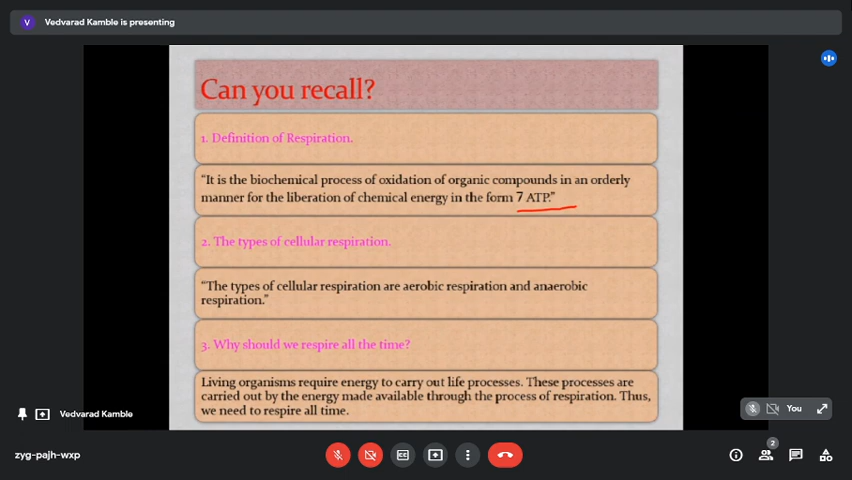 V Vedvarad Kamble is presenting
Can you recall?
1. Definition of Respiration.
“It is the biochemical process of oxidation of organic compounds in an orderly
manner for the liberation of chemical energy in the form 7 ATP.”
2. The types of cellular respiration.
“The types of cellular respiration are aerobic respiration and anaerobic
respiration.”
3. Why should we respire all the time?
Living organisms require energy to carry out life processes. These processes are
carried out by the energy made available through the process of respiration. Thus,
we need to respire all time.
Vedvarad Kamble
You
zyg-pajh-wxp
2